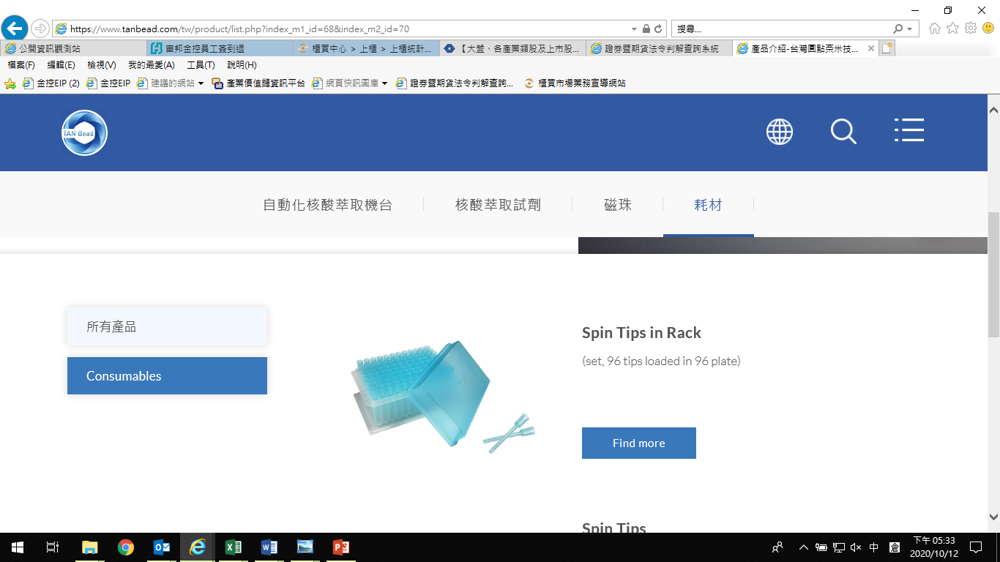 https://www.tanbead.com/tw/product/list.php?index_m1_id=68&index_m2_id=70
搜尋...
公開資訊觀測站
富邦金控員工簽到退
櫃買中心 > 上櫃 > 上櫃統計...
【大盤、各產業類股及上市股...
證券暨期貨法令判解查詢系統
產品介紹-台灣圓點奈米技...
檔案(F) 編輯(E) 檢視(V) 我的最愛(A) 工具(T) 說明(H)
金控EIP (2) 金控EIP 建議的網站 產業價值鏈資訊平台 網頁快訊圖庫 證券暨期貨法令判解查詢... 櫃買市場業務宣導網站
TAN Bead
自動化核酸萃取機台
核酸萃取試劑
磁珠
耗材
所有產品
Consumables
Spin Tips in Rack
(set, 96 tips loaded in 96 plate)
Find more
Spin Tips
中
倉
下午 05:33
2020/10/12